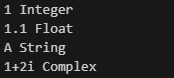 1 Integer
1.1 Float
A String
1+2i Complex